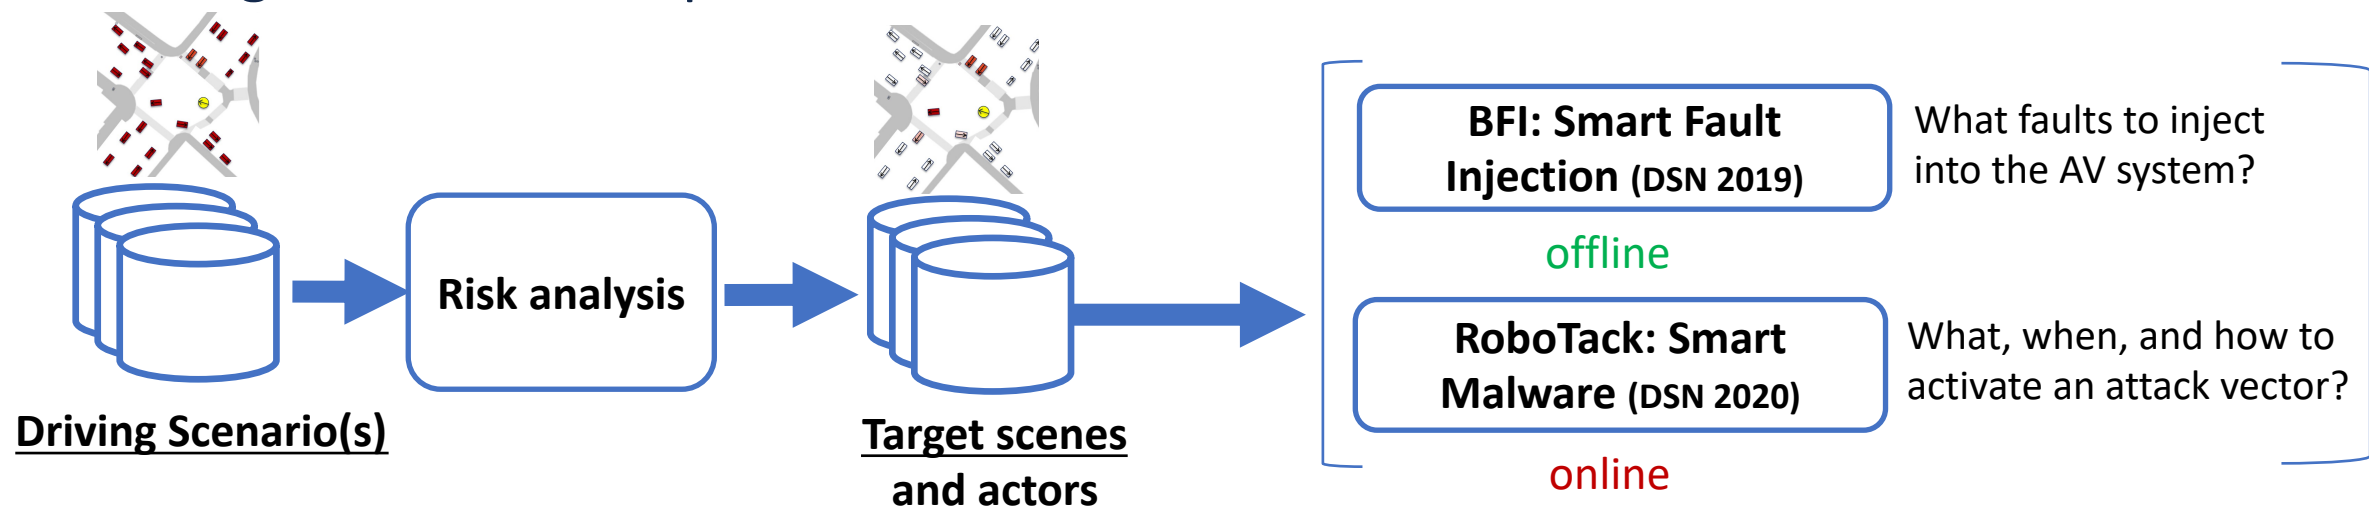 Driving Scenario(s)
Risk analysis
Target scenes
and actors
BFI: Smart Fault
Injection (DSN 2019)
What faults to inject
into the AV system?
offline
RoboTack: Smart
Malware (DSN 2020)
What, when, and how to
activate an attack vector?
online